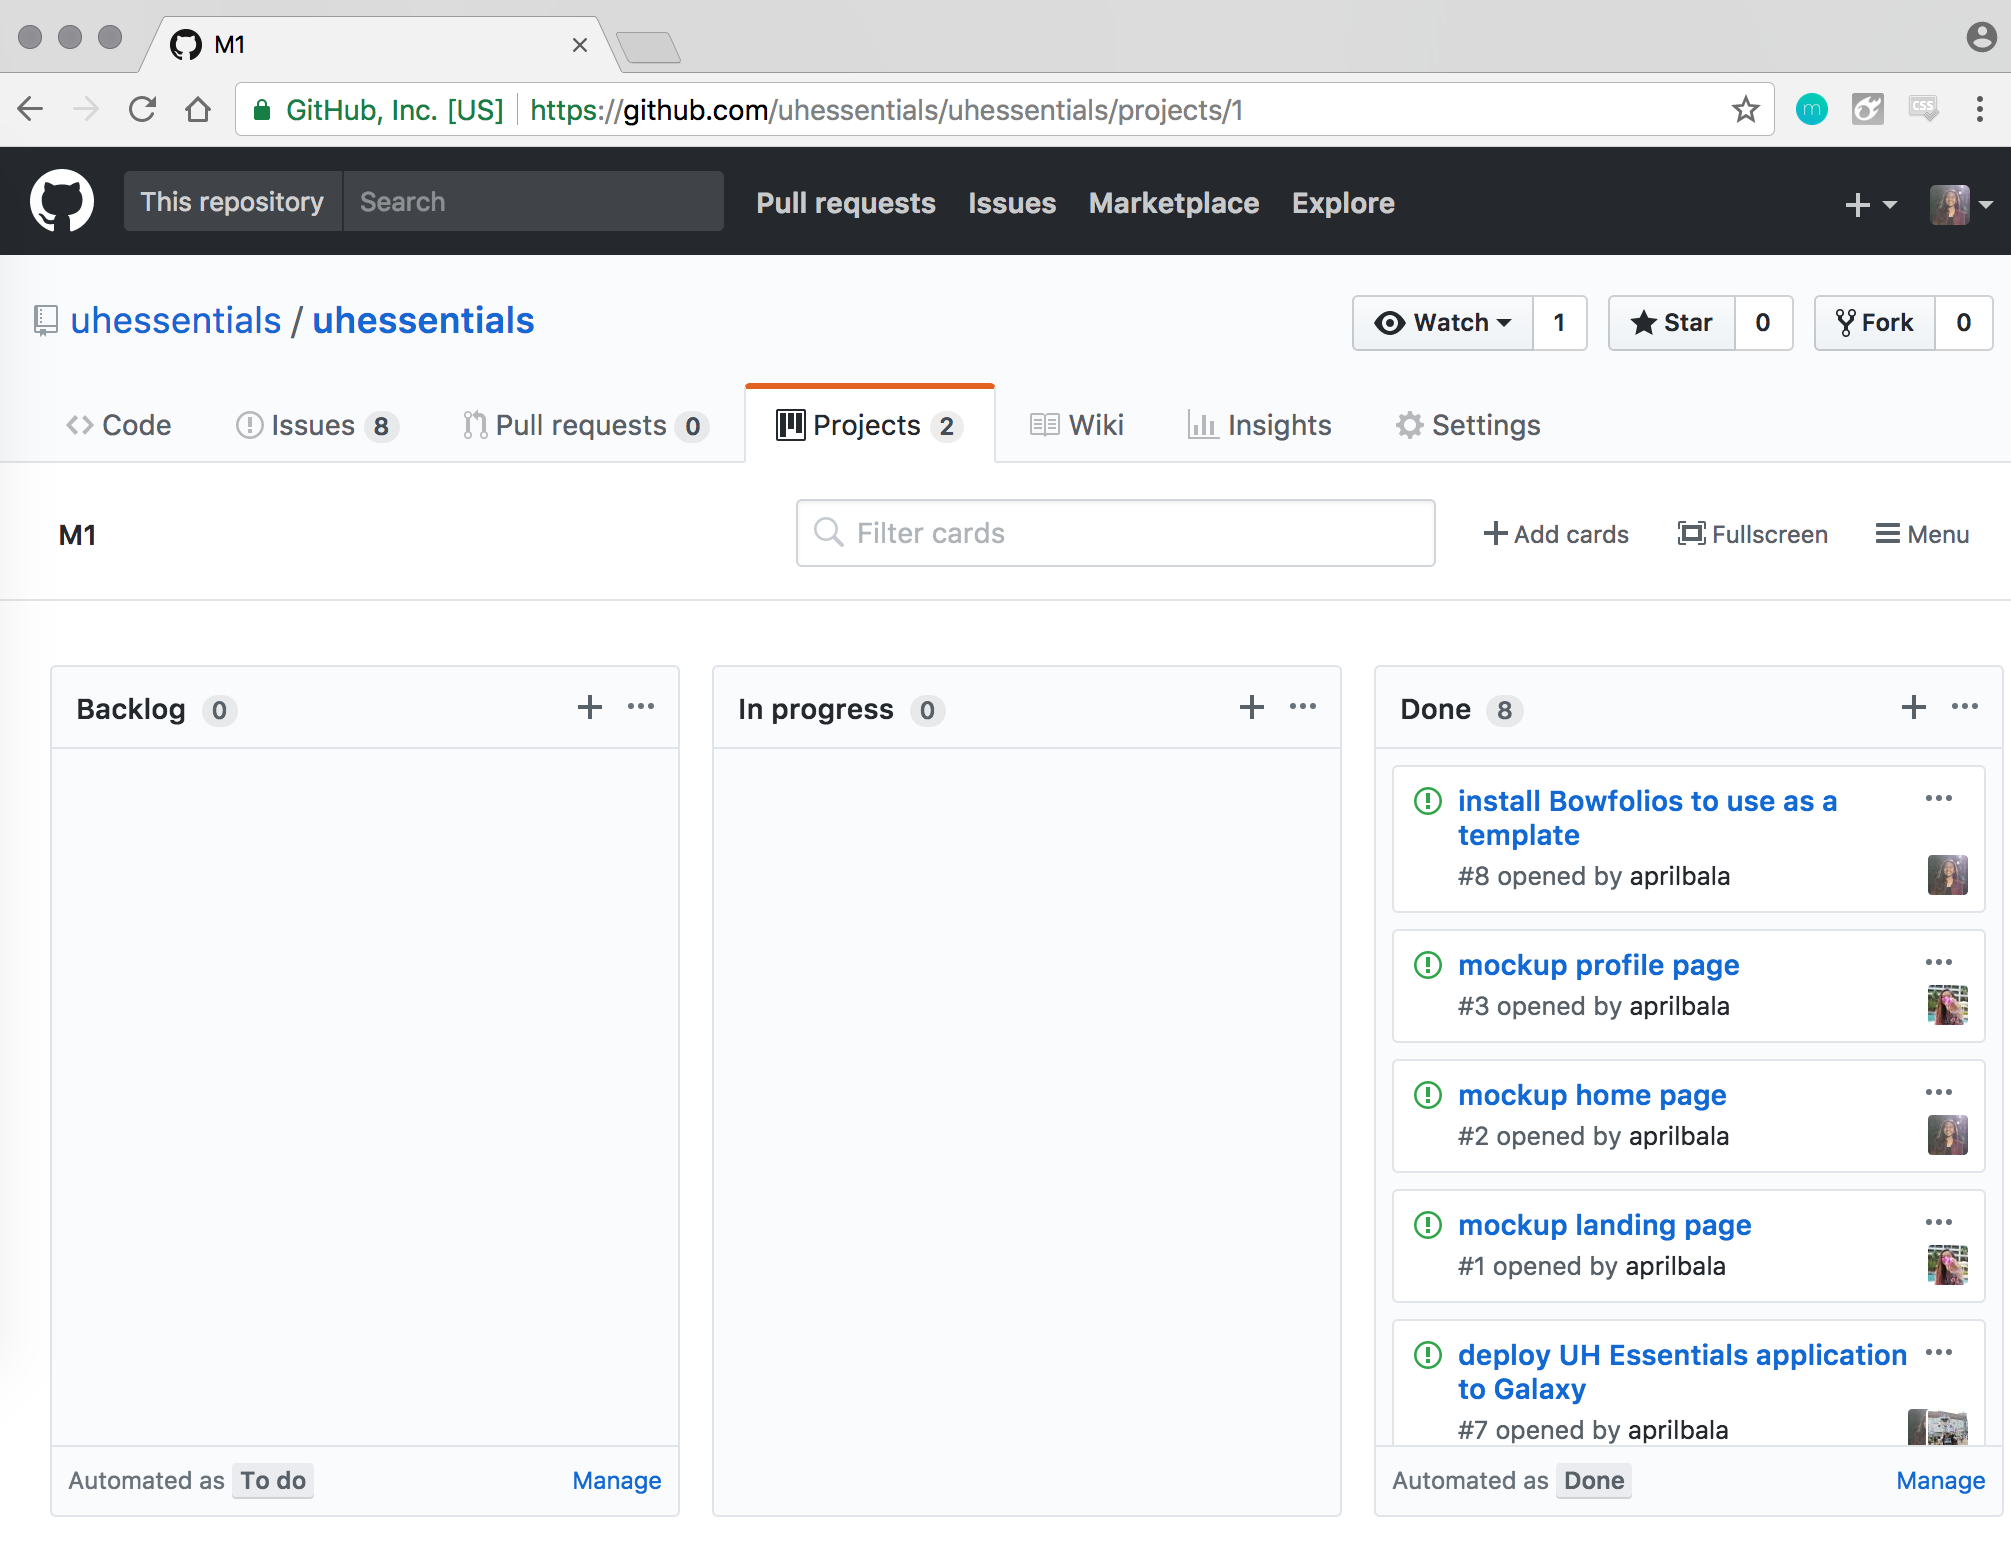 M1
GitHub, Inc. [US] https://github.com/uhessentials/uhessentials/projects/1
m
CSS
This repository Search Pull requests Issues Marketplace Explore
uhessentials / uhessentials Watch 1 Star 0 Fork 0
Code Issues 8 Pull requests 0 Projects 2 Wiki Insights Settings
M1 Filter cards Add cards Fullscreen Menu
Backlog 0
In progress 0
Done 8
install Bowfolios to use as a
template
#8 opened by aprilbala
mockup profile page
#3 opened by aprilbala
mockup home page
#2 opened by aprilbala
mockup landing page
#1 opened by aprilbala
deploy UH Essentials application
to Galaxy
#7 opened by aprilbala
Automated as To do Manage
Automated as Done Manage